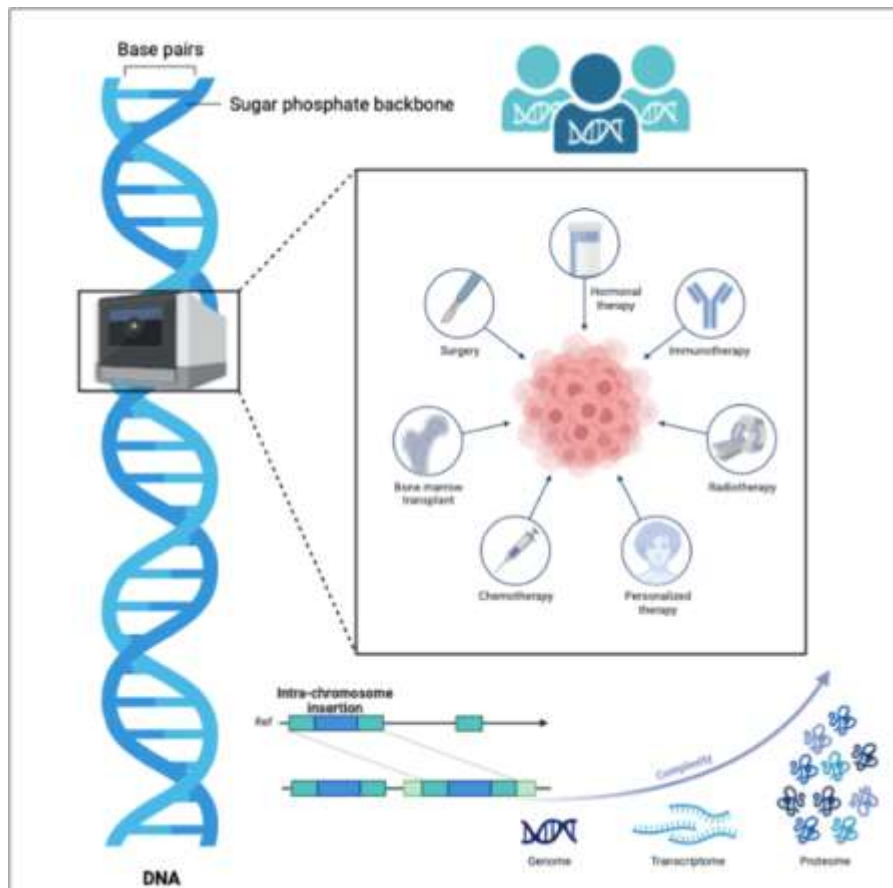 Base pairs
Sugar phosphate backbone
Hormonal
therapy
Surgery
Immunotherapy
Bone marrow
transplant
Radiotherapy
Chemotherapy
Personalized
therapy
Intra-chromosome
insertion
Ref
Complexity
Genome
Transcriptome
Proteome
DNA